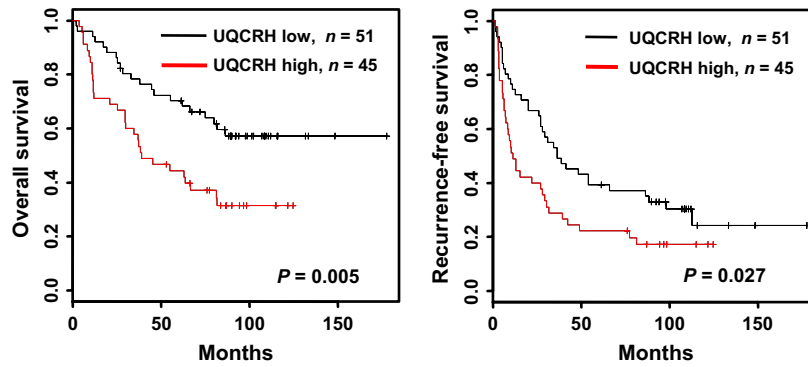 Overall survival
1.0
0.8
0.6
0.4
0.2
0.0
UQCRH low, n = 51
UQCRH high, n = 45
P = 0.005
0 50 100 150
Months
Recurrence-free survival
1.0
0.8
0.6
0.4
0.2
0.0
UQCRH low, n = 51
UQCRH high, n = 45
P = 0.027
0 50 100 150
Months